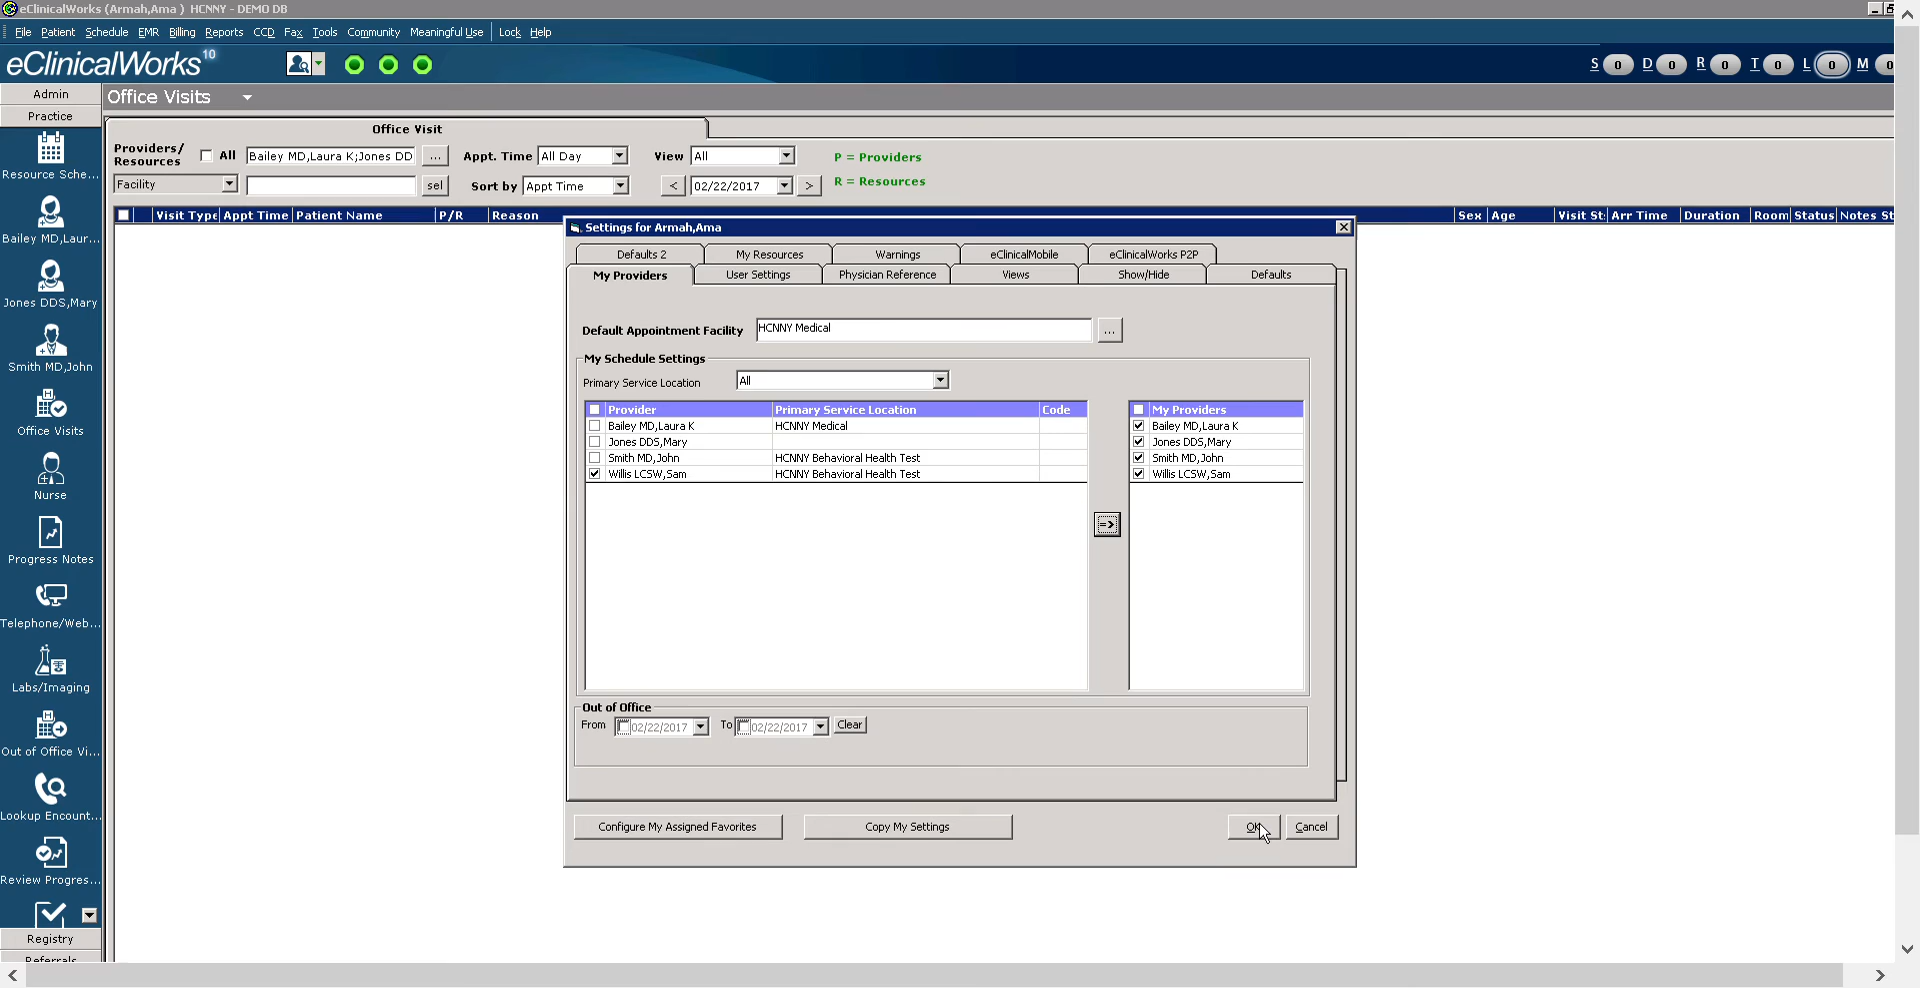 eClinicalWorks (Armah,Ama ) HCNNY - DEMO DB
File Patient Schedule EMR Billing Reports CCD Fax Tools Community Meaningful Use Lock Help
eClinicalWorks 10
S 0 D 0 R 0 T 0 L 0 M 0
Admin
Practice
Resource Sche...
Bailey MD,Laur...
Jones DDS,Mary
Smith MD,John
Office Visits
Nurse
Progress Notes
Telephone/Web...
Labs/Imaging
Out of Office Vi...
Lookup Encount...
Review Progres...
Registry
Referrals
Office Visits
Office Visit
Providers/
Resources All Bailey MD,Laura K;Jones DD ... Appt. Time All Day View All P = Providers
Facility sel Sort by Appt Time < 02/22/2017 > R = Resources
Visit Type Appt Time Patient Name P/R Reason Sex Age Visit St: Arr Time Duration Room Status Notes St
Settings for Armah,Ama
Defaults 2 My Resources Warnings eClinicalMobile eClinicalWorks P2P
My Providers User Settings Physician Reference Views Show/Hide Defaults
Default Appointment Facility HCNNY Medical ...
My Schedule Settings
Primary Service Location All
Provider Primary Service Location Code
Bailey MD,Laura K HCNNY Medical
Jones DDS,Mary
Smith MD,John HCNNY Behavioral Health Test
Willis LCSW,Sam HCNNY Behavioral Health Test
=>
My Providers
Bailey MD,Laura K
Jones DDS,Mary
Smith MD,John
Willis LCSW,Sam
Out of Office
From 02/22/2017 To 02/22/2017 Clear
Configure My Assigned Favorites Copy My Settings OK Cancel